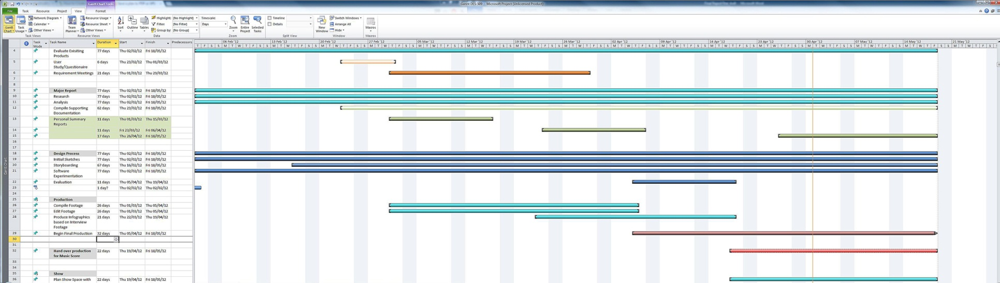 Gantt Chart Tools
Gannt DES-309 - Microsoft Project (Unlicensed Product)
File Task Resource Project View Format
Gantt Chart Task Usage Network Diagram Calendar Other Views Task Views
Team Planner Resource Usage Resource Sheet Other Views Resource Views
Sort Outline Tables Highlight: [No Highlight] Filter: [No Filter] Group by: [No Group] Data
Timescale: Days Zoom Entire Project Selected Tasks Zoom
Timeline Details Split View
New Window Switch Windows Arrange All Hide Window
Macros Macros
Task Mode Task Name Duration Start Finish Predecessors
06 Feb '12 13 Feb '12 20 Feb '12 27 Feb '12 05 Mar '12 12 Mar '12 19 Mar '12 26 Mar '12 02 Apr '12 09 Apr '12 16 Apr '12 23 Apr '12 30 Apr '12 07 May '12 14 May '12 21 May '12
4 Evaluate Exisiting Products 77 days Thu 02/02/12 Fri 18/05/12
5 User Study/Questionaire 6 days Thu 23/02/12 Thu 01/03/12
6 Requirement Meetings 21 days Thu 01/03/12 Thu 29/03/12
7
8
9 Major Report 77 days Thu 02/02/12 Fri 18/05/12
10 Research 77 days Thu 02/02/12 Fri 18/05/12
11 Analysis 77 days Thu 02/02/12 Fri 18/05/12
12 Compile Supporting Documentation 62 days Thu 23/02/12 Fri 18/05/12
13 Personal Summary Reports 11 days Thu 01/03/12 Thu 15/03/12
14 11 days Fri 23/03/12 Fri 06/04/12
15 17 days Thu 26/04/12 Fri 18/05/12
16
17
18 Design Process 77 days Thu 02/02/12 Fri 18/05/12
19 Initial Sketches 77 days Thu 02/02/12 Fri 18/05/12
20 Storyboarding 67 days Thu 16/02/12 Fri 18/05/12
21 Software Experimentation 77 days Thu 02/02/12 Fri 18/05/12
22 Evaluation 11 days Thu 05/04/12 Thu 19/04/12
23 1 day? Thu 02/02/12 Thu 02/02/12
24
25 Production
26 Compile Footage 26 days Thu 01/03/12 Thu 05/04/12
27 Edit Footage 26 days Thu 01/03/12 Thu 05/04/12
28 Produce Infographics based on Interview Footage 21 days Thu 22/03/12 Thu 19/04/12
29 Begin Final Production 32 days Thu 05/04/12 Fri 18/05/12
30
31
32 Hand over production for Music Score 22 days Thu 19/04/12 Fri 18/05/12
33
34
35 Show
36 Plan Show Space with 22 days Thu 19/04/12 Fri 18/05/12
Gantt Chart